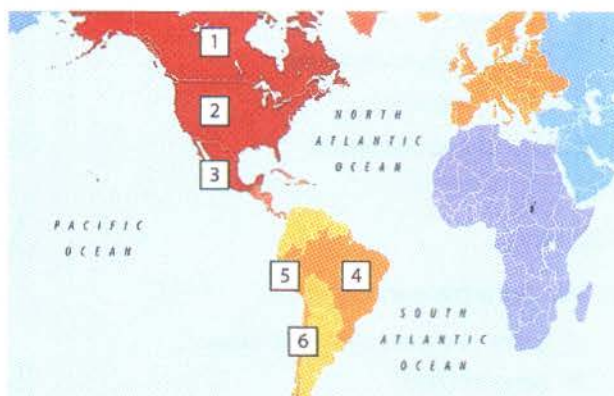 1
2
NORTH
ATLANTIC
OCEAN
3
PACIFIC
OCEAN
5
4
SOUTH
6
ATLANTIC
OCEAN